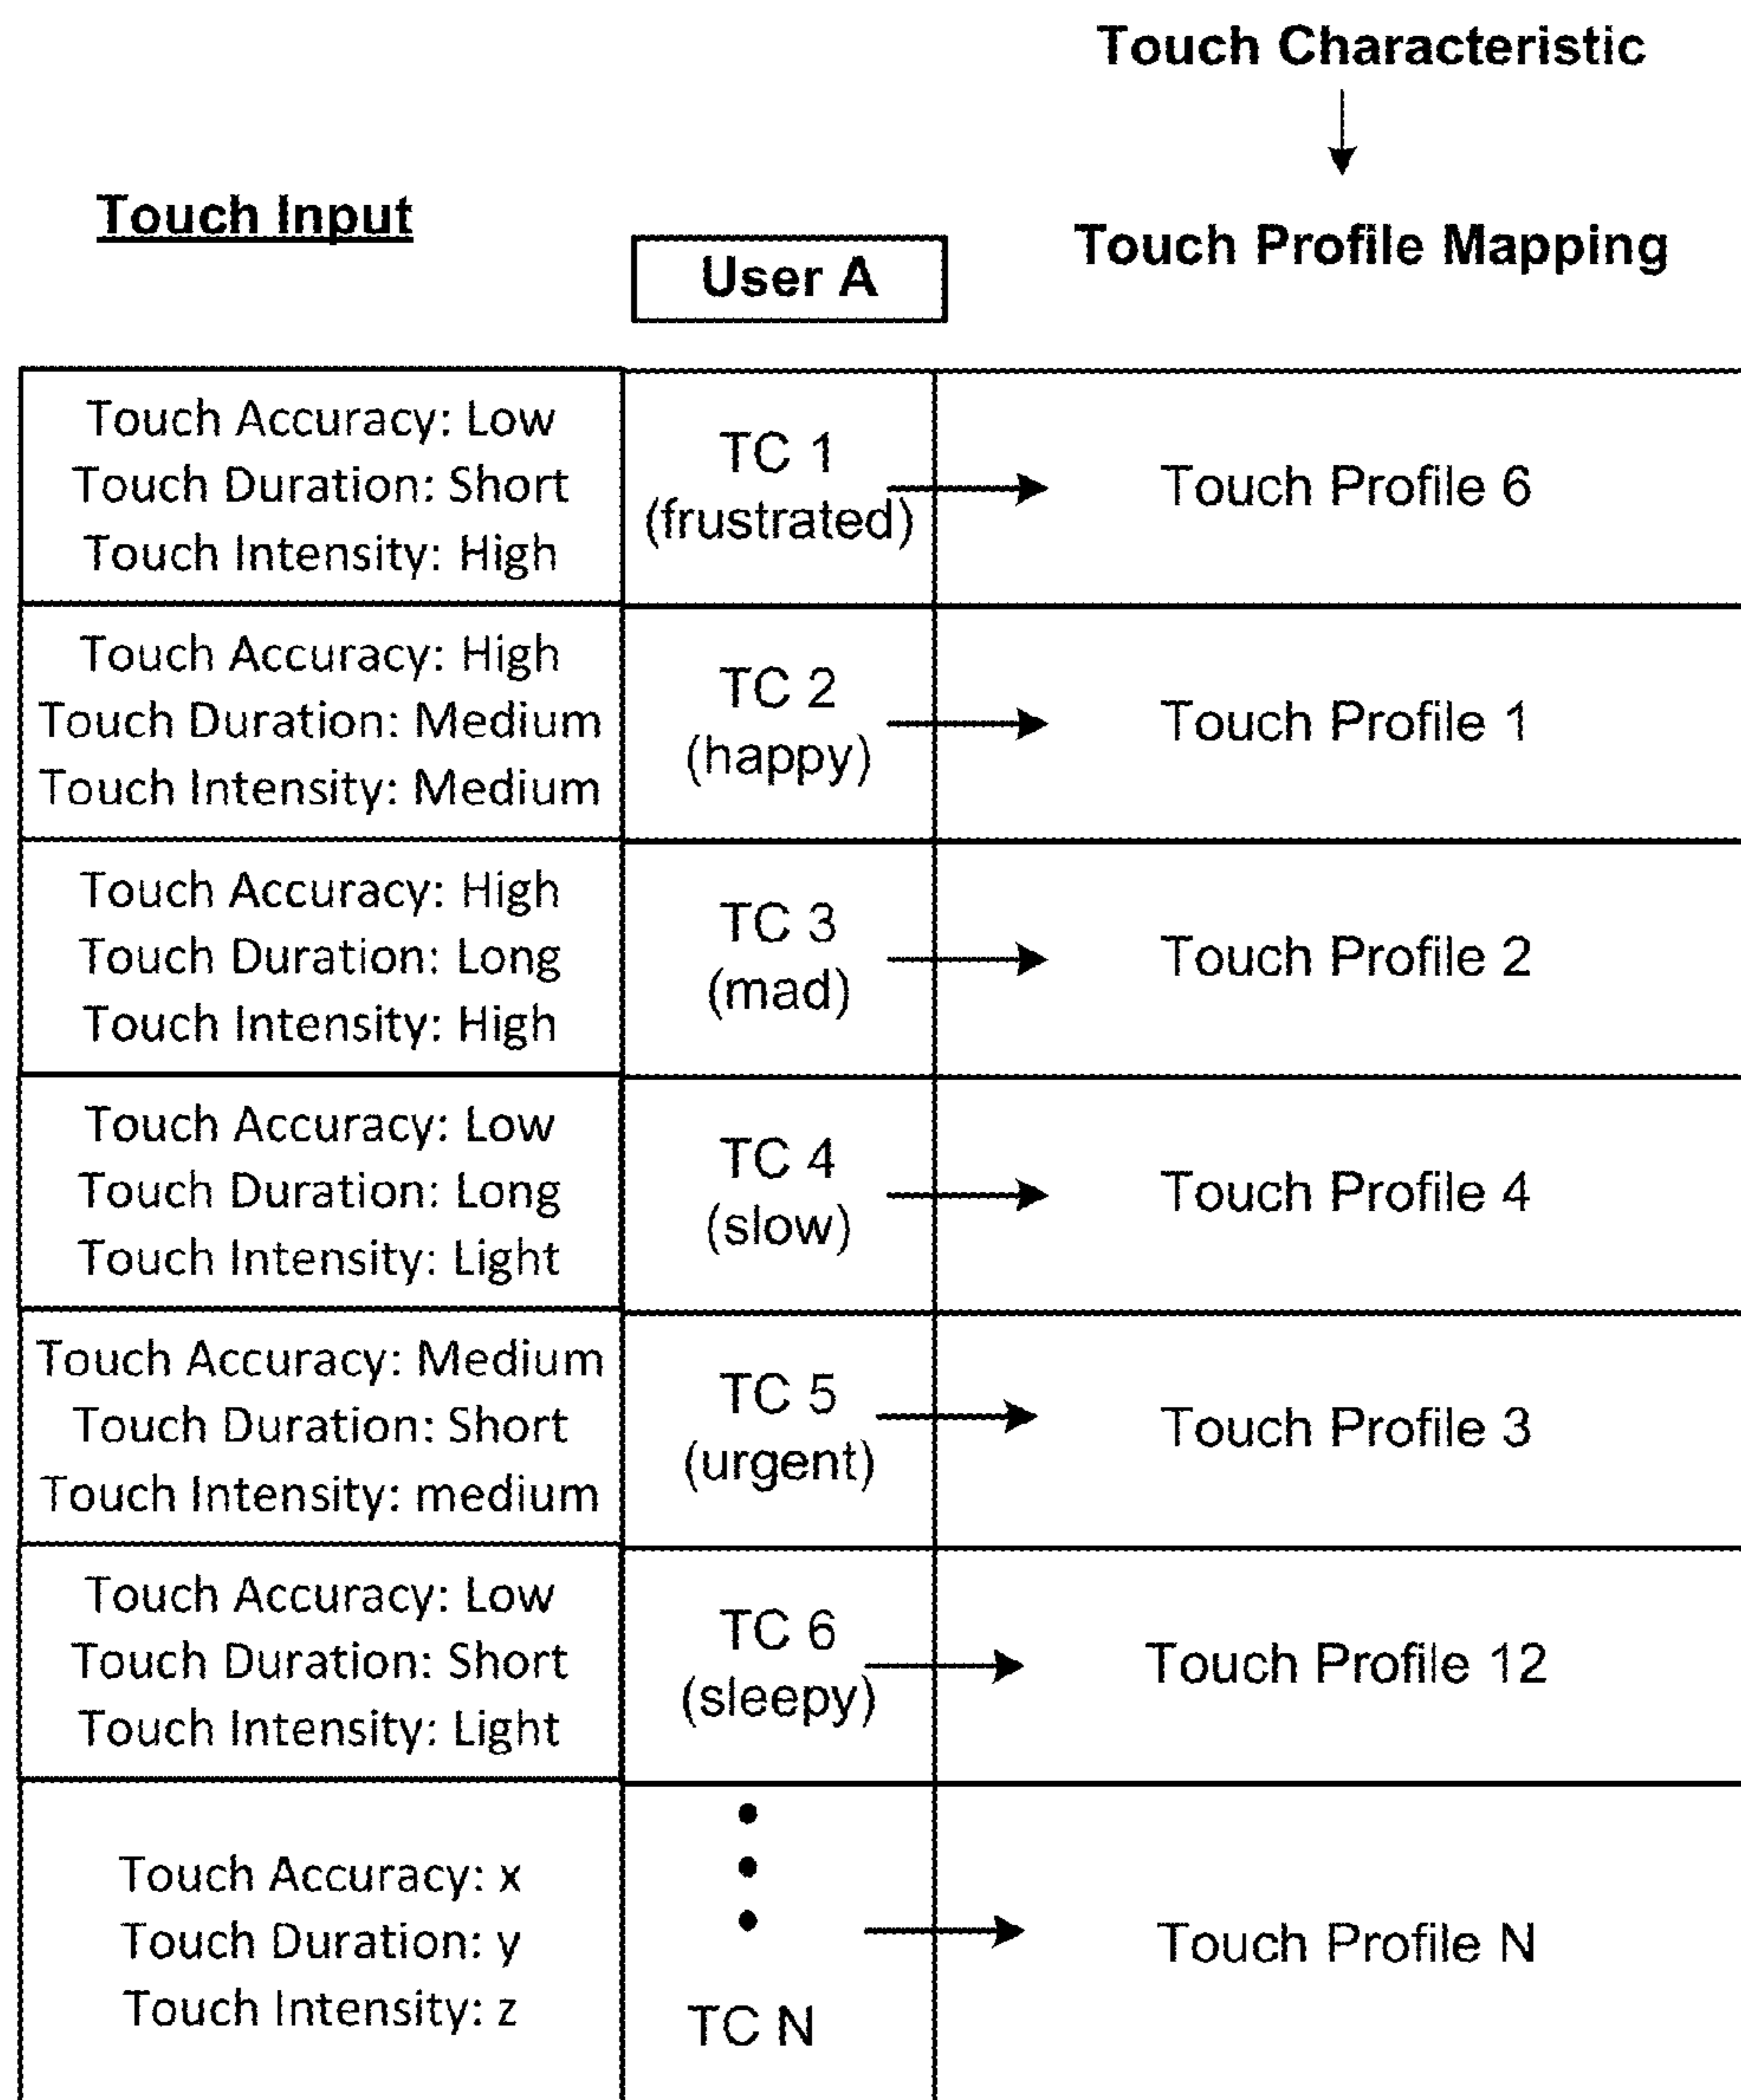 Touch Characteristic
Touch Input
Touch Profile Mapping
User A
Touch Accuracy: Low
Touch Duration: Short
Touch Intensity: High
TC 1
(frustrated)
Touch Profile 6
Touch Accuracy: High
Touch Duration: Medium
Touch Intensity: Medium
TC 2
(happy)
Touch Profile 1
Touch Accuracy: High
Touch Duration: Long
Touch Intensity: High
TC 3
(mad)
Touch Profile 2
Touch Accuracy: Low
Touch Duration: Long
Touch Intensity: Light
TC 4
(slow)
Touch Profile 4
Touch Accuracy: Medium
Touch Duration: Short
Touch Intensity: medium
TC 5
(urgent)
Touch Profile 3
Touch Accuracy: Low
Touch Duration: Short
Touch Intensity: Light
TC 6
(sleepy)
Touch Profile 12
Touch Accuracy: x
Touch Duration: y
Touch Intensity: z
TC N
Touch Profile N